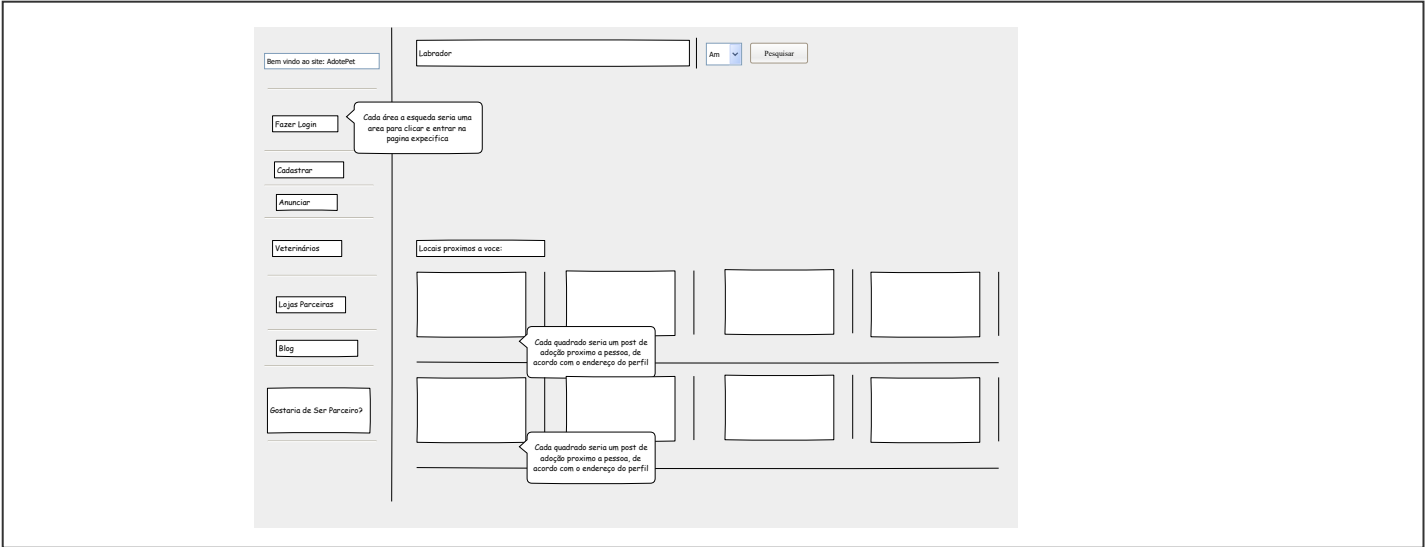 Bem vindo ao site: AdotePet
Labrador
Am
Pesquisar
Fazer Login
Cada área a esqueda seria uma
area para clicar e entrar na
pagina expecifica
Cadastrar
Anunciar
Veterinários
Lojas Parceiras
Blog
Gostaria de Ser Parceiro?
Locais proximos a voce:
Cada quadrado seria um post de
adoção proximo a pessoa, de
acordo com o endereço do perfil
Cada quadrado seria um post de
adoção proximo a pessoa, de
acordo com o endereço do perfil